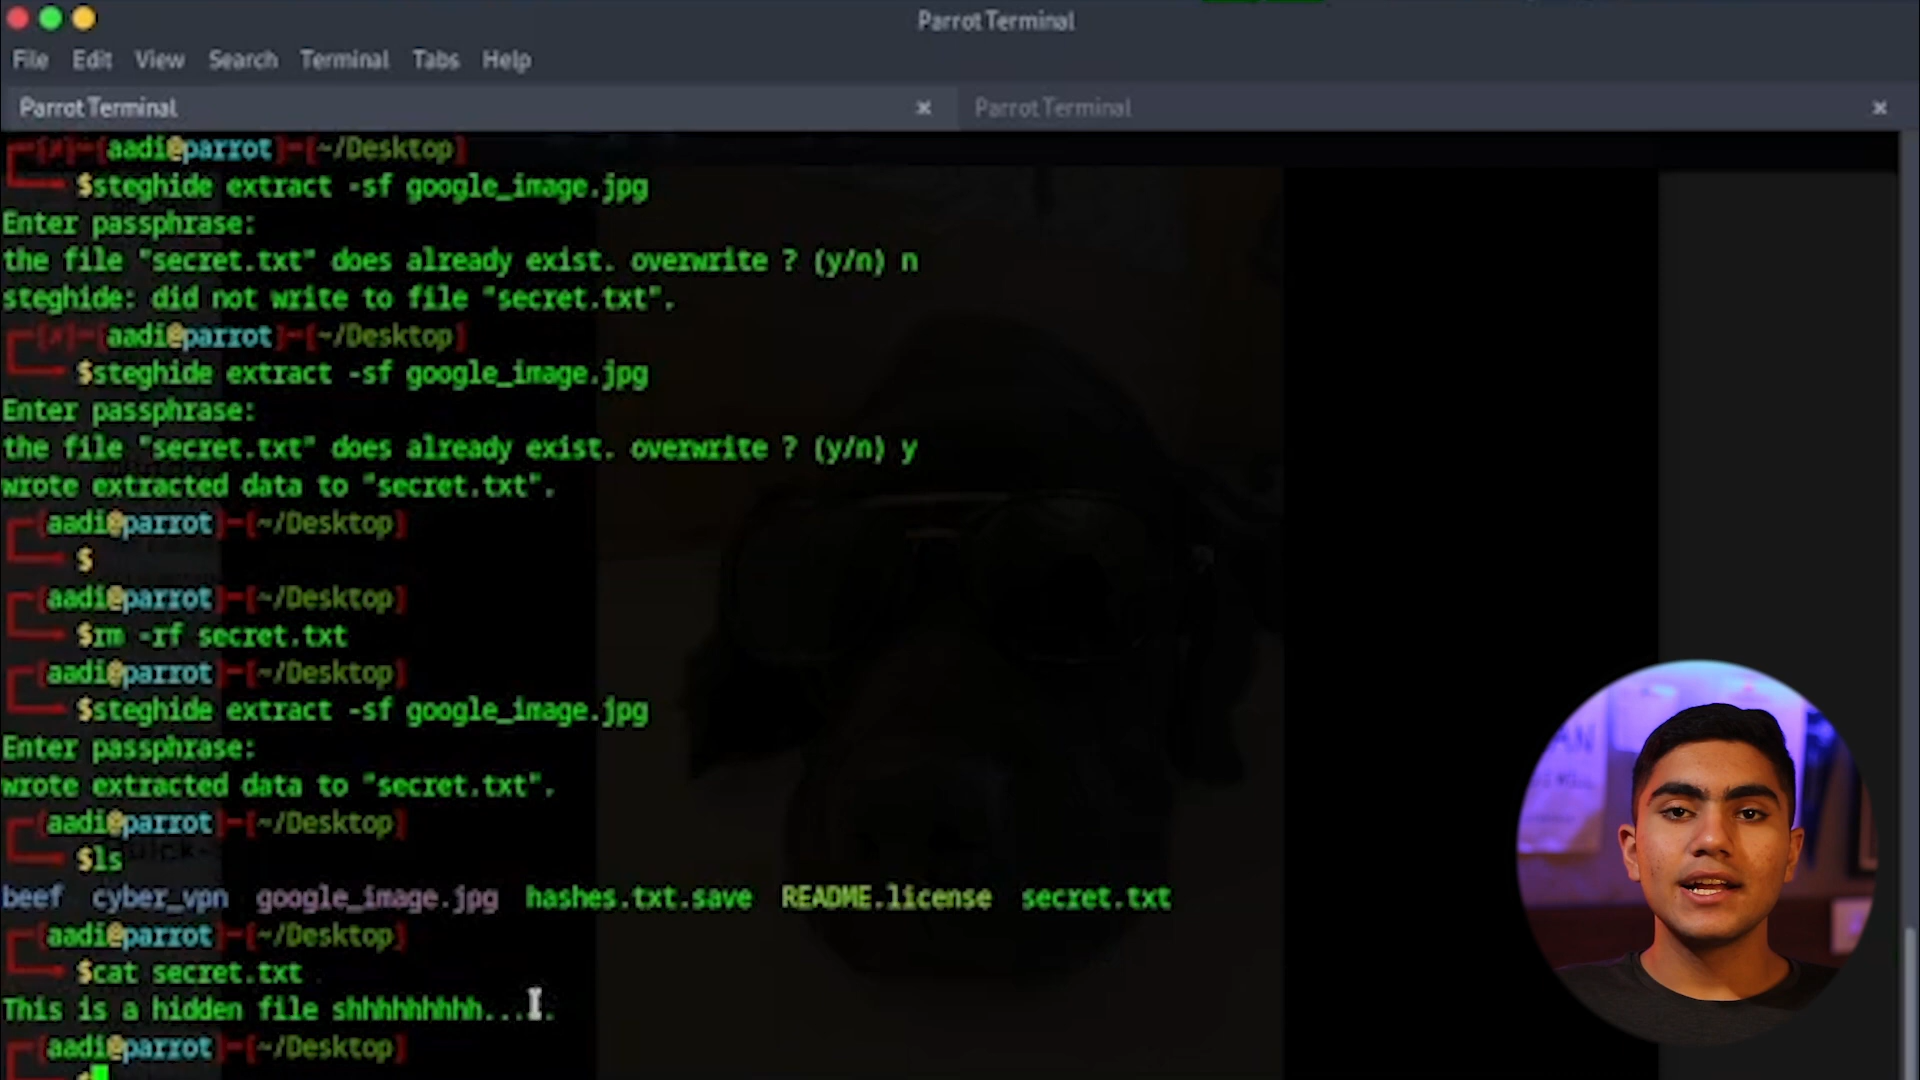 Parrot Terminal
File Edit View Search Terminal Tabs Help
Parrot Terminal × Parrot Terminal ×
┌─[✗]─[aadi@parrot]─[~/Desktop]
└──╼ $steghide extract -sf google_image.jpg
Enter passphrase:
the file "secret.txt" does already exist. overwrite ? (y/n) n
steghide: did not write to file "secret.txt".
┌─[✗]─[aadi@parrot]─[~/Desktop]
└──╼ $steghide extract -sf google_image.jpg
Enter passphrase:
the file "secret.txt" does already exist. overwrite ? (y/n) y
wrote extracted data to "secret.txt".
┌─[aadi@parrot]─[~/Desktop]
└──╼ $
┌─[aadi@parrot]─[~/Desktop]
└──╼ $rm -rf secret.txt
┌─[aadi@parrot]─[~/Desktop]
└──╼ $steghide extract -sf google_image.jpg
Enter passphrase:
wrote extracted data to "secret.txt".
┌─[aadi@parrot]─[~/Desktop]
└──╼ $ls
beef cyber_vpn google_image.jpg hashes.txt.save README.license secret.txt
┌─[aadi@parrot]─[~/Desktop]
└──╼ $cat secret.txt
This is a hidden file shhhhhhhhh.....
┌─[aadi@parrot]─[~/Desktop]
└──╼ $